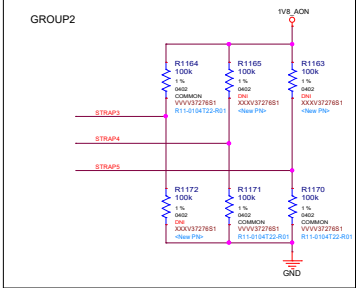 GROUP2
1V8_AON
R1164
100k
1 %
0402
COMMON
VVVV37276S1
R11-0104T22-R01
R1165
100k
1 %
0402
DNI
XXXV37276S1
<New PN>
R1163
100k
1 %
0402
DNI
XXXV37276S1
<New PN>
STRAP3
STRAP4
STRAP5
R1172
100k
1 %
0402
DNI
XXXV37276S1
<New PN>
R1171
100k
1 %
0402
COMMON
VVVV37276S1
R11-0104T22-R01
R1170
100k
1 %
0402
COMMON
VVVV37276S1
R11-0104T22-R01
GND